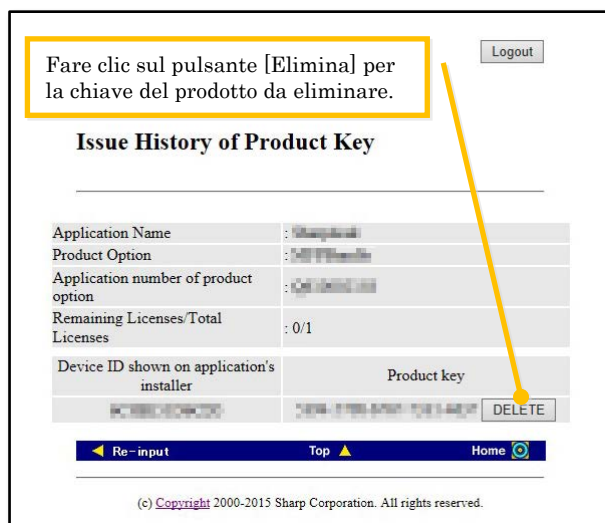 Logout
Fare clic sul pulsante [Elimina] per
la chiave del prodotto da eliminare.
Issue History of Product Key
Application Name :
Product Option :
Application number of product
option :
Remaining Licenses/Total
Licenses : 0/1
Device ID shown on application's
installer
Product key
DELETE
Re-input Top Home
(c) Copyright 2000-2015 Sharp Corporation. All rights reserved.